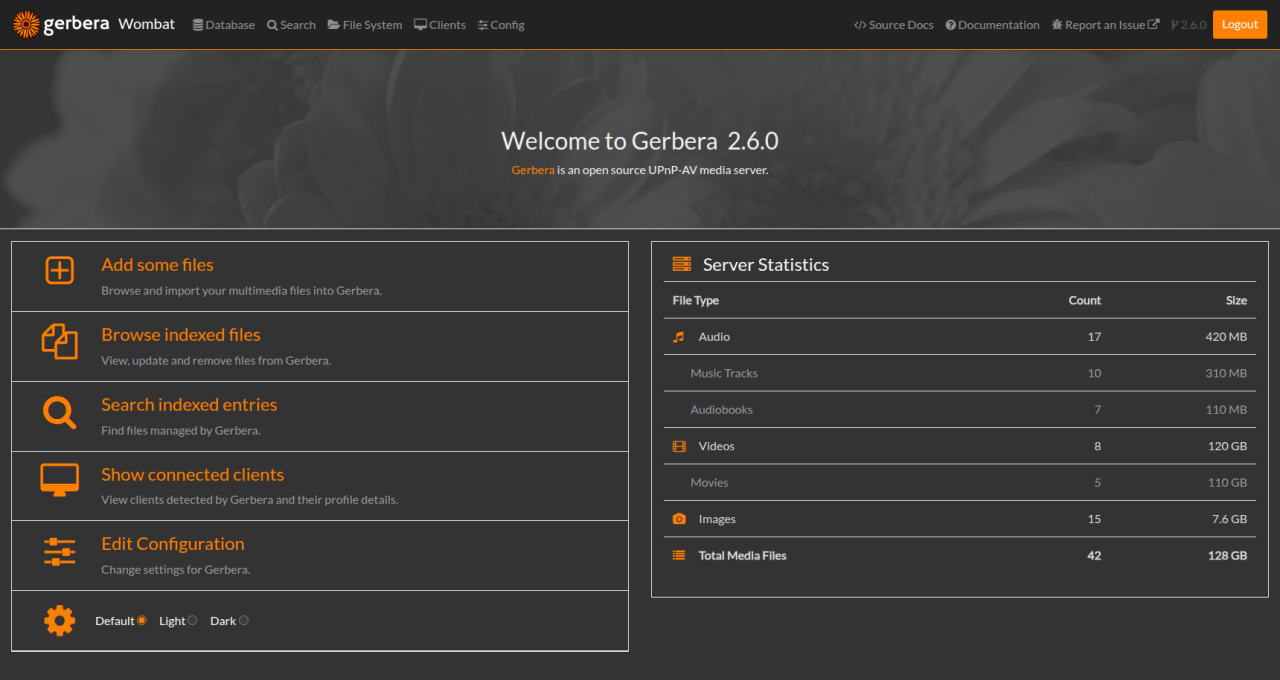 gerbera Wombat Database Search File System Clients Config Source Docs Documentation Report an Issue 2.6.0 Logout
Welcome to Gerbera 2.6.0
Gerbera is an open source UPnP-AV media server.
Add some files
Browse and import your multimedia files into Gerbera.
Browse indexed files
View, update and remove files from Gerbera.
Search indexed entries
Find files managed by Gerbera.
Show connected clients
View clients detected by Gerbera and their profile details.
Edit Configuration
Change settings for Gerbera.
Default Light Dark
Server Statistics
File Type Count Size
Audio 17 420 MB
Music Tracks 10 310 MB
Audiobooks 7 110 MB
Videos 8 120 GB
Movies 5 110 GB
Images 15 7.6 GB
Total Media Files 42 128 GB